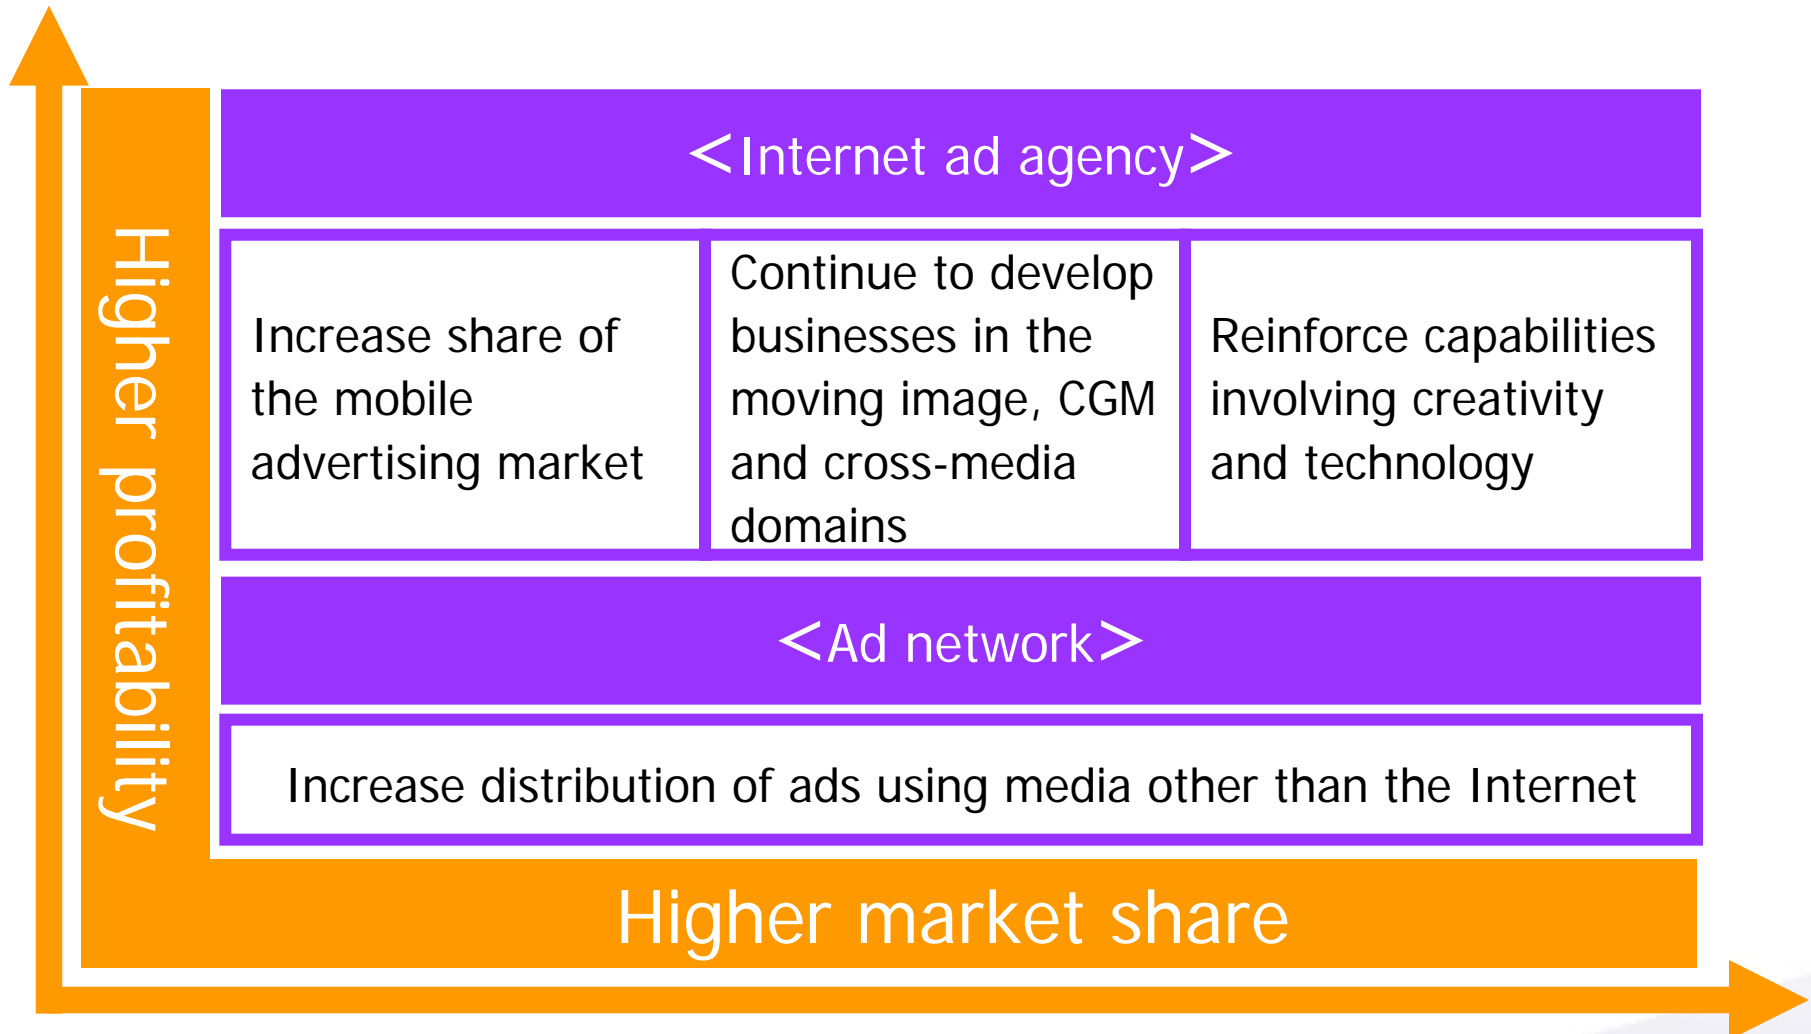 Higher profitability
<Internet ad agency>
Increase share of
the mobile
advertising market
Continue to develop
businesses in the
moving image, CGM
and cross-media
domains
Reinforce capabilities
involving creativity
and technology
<Ad network>
Increase distribution of ads using media other than the Internet
Higher market share